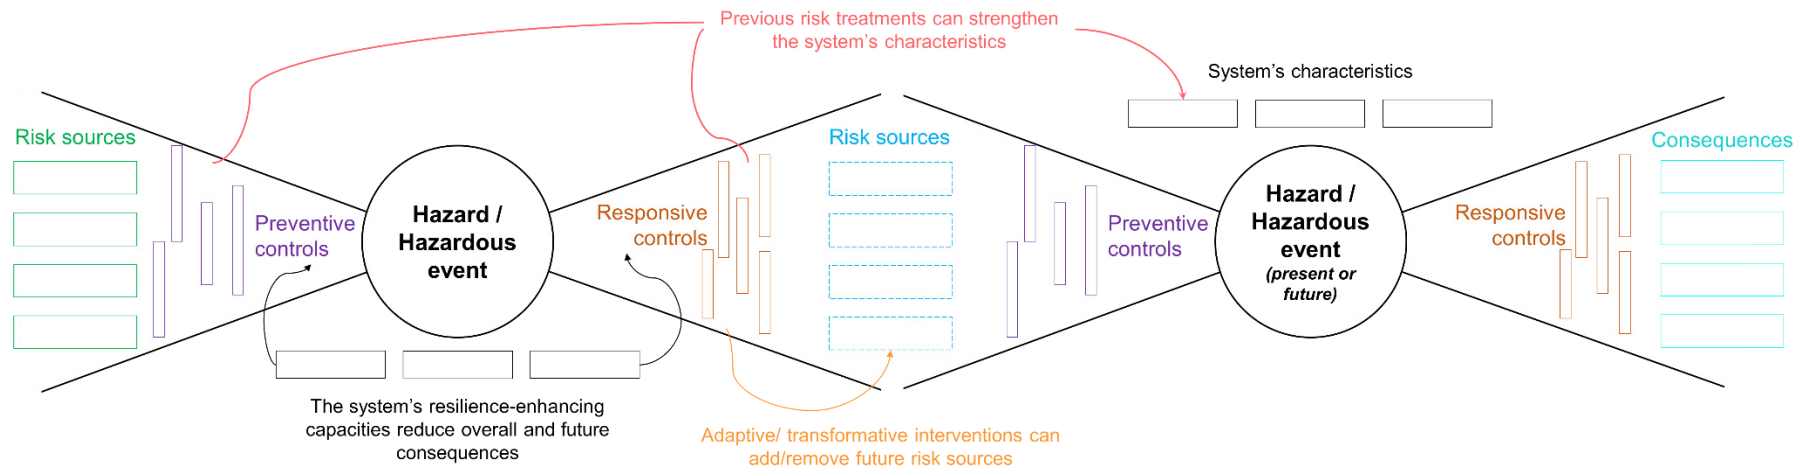 Previous risk treatments can strengthen
the system's characteristics
System's characteristics
Risk sources
Preventive
controls
Hazard /
Hazardous
event
Responsive
controls
The system's resilience-enhancing
capacities reduce overall and future
consequences
Risk sources
Adaptive/ transformative interventions can
add/remove future risk sources
Preventive
controls
Hazard /
Hazardous
event
(present or
future)
Responsive
controls
Consequences